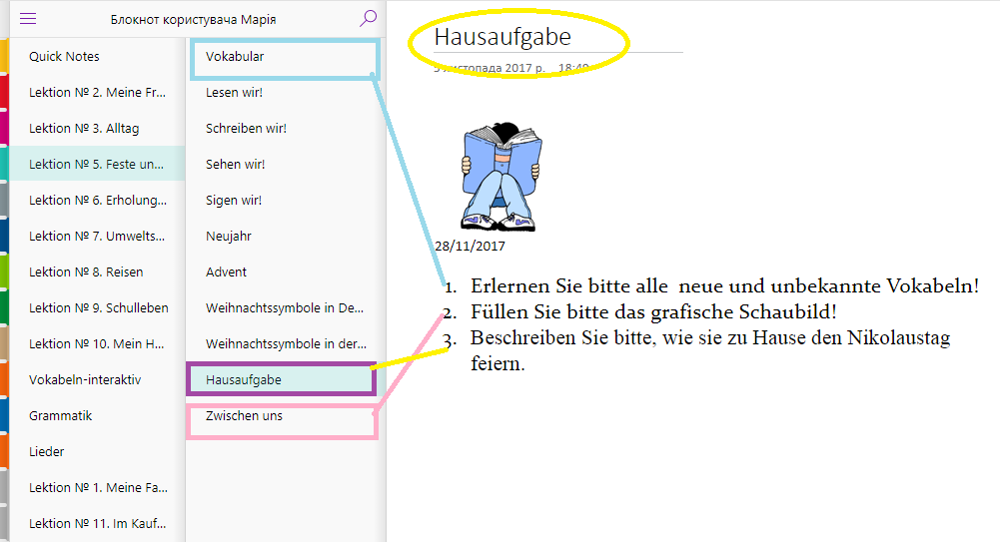 Блокнот користувача Марія
Quick Notes
Lektion № 2. Meine Fr...
Lektion № 3. Alltag
Lektion № 5. Feste un...
Lektion № 6. Erholung...
Lektion № 7. Umwelts...
Lektion № 8. Reisen
Lektion № 9. Schulleben
Lektion № 10. Mein H...
Vokabeln-interaktiv
Grammatik
Lieder
Lektion № 1. Meine Fa...
Lektion № 11. Im Kauf...
Vokabular
Lesen wir!
Schreiben wir!
Sehen wir!
Sigen wir!
Neujahr
Advent
Weihnachtssymbole in De...
Weihnachtssymbole in der...
Hausaufgabe
Zwischen uns
Hausaufgabe
5 листопада 2017 р. 18:49
28/11/2017
1. Erlernen Sie bitte alle neue und unbekannte Vokabeln!
2. Füllen Sie bitte das grafische Schaubild!
3. Beschreiben Sie bitte, wie sie zu Hause den Nikolaustag
feiern.